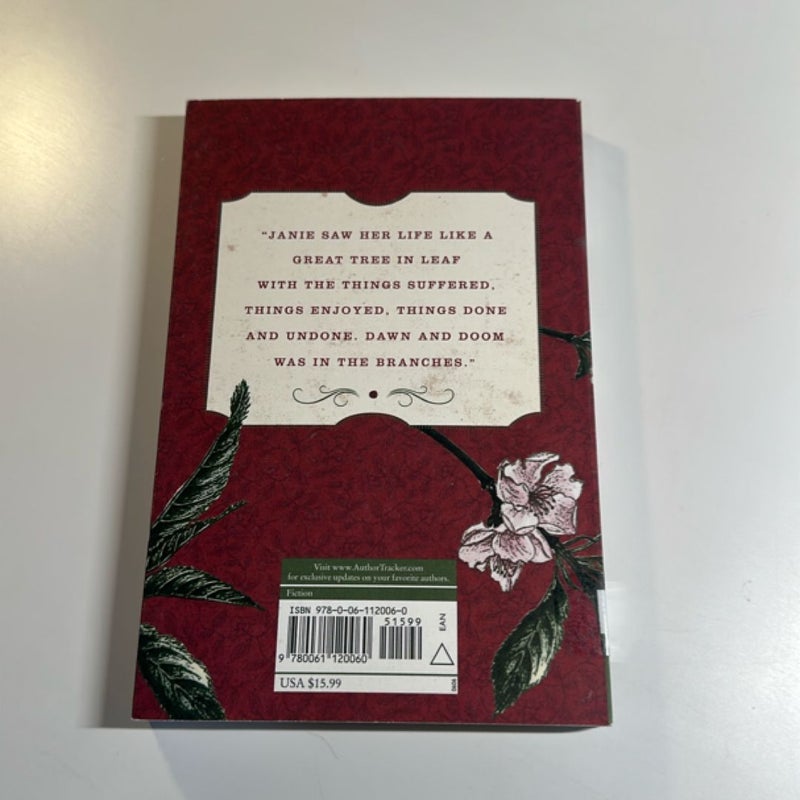 "JANIE SAW HER LIFE LIKE A
GREAT TREE IN LEAF
WITH THE THINGS SUFFERED,
THINGS ENJOYED, THINGS DONE
AND UNDONE. DAWN AND DOOM
WAS IN THE BRANCHES."
Visit www.AuthorTracker.com
for exclusive updates on your favorite authors.
Fiction
ISBN 978-0-06-112006-0
51599
EAN
9 780061 120060
USA $15.99
0606